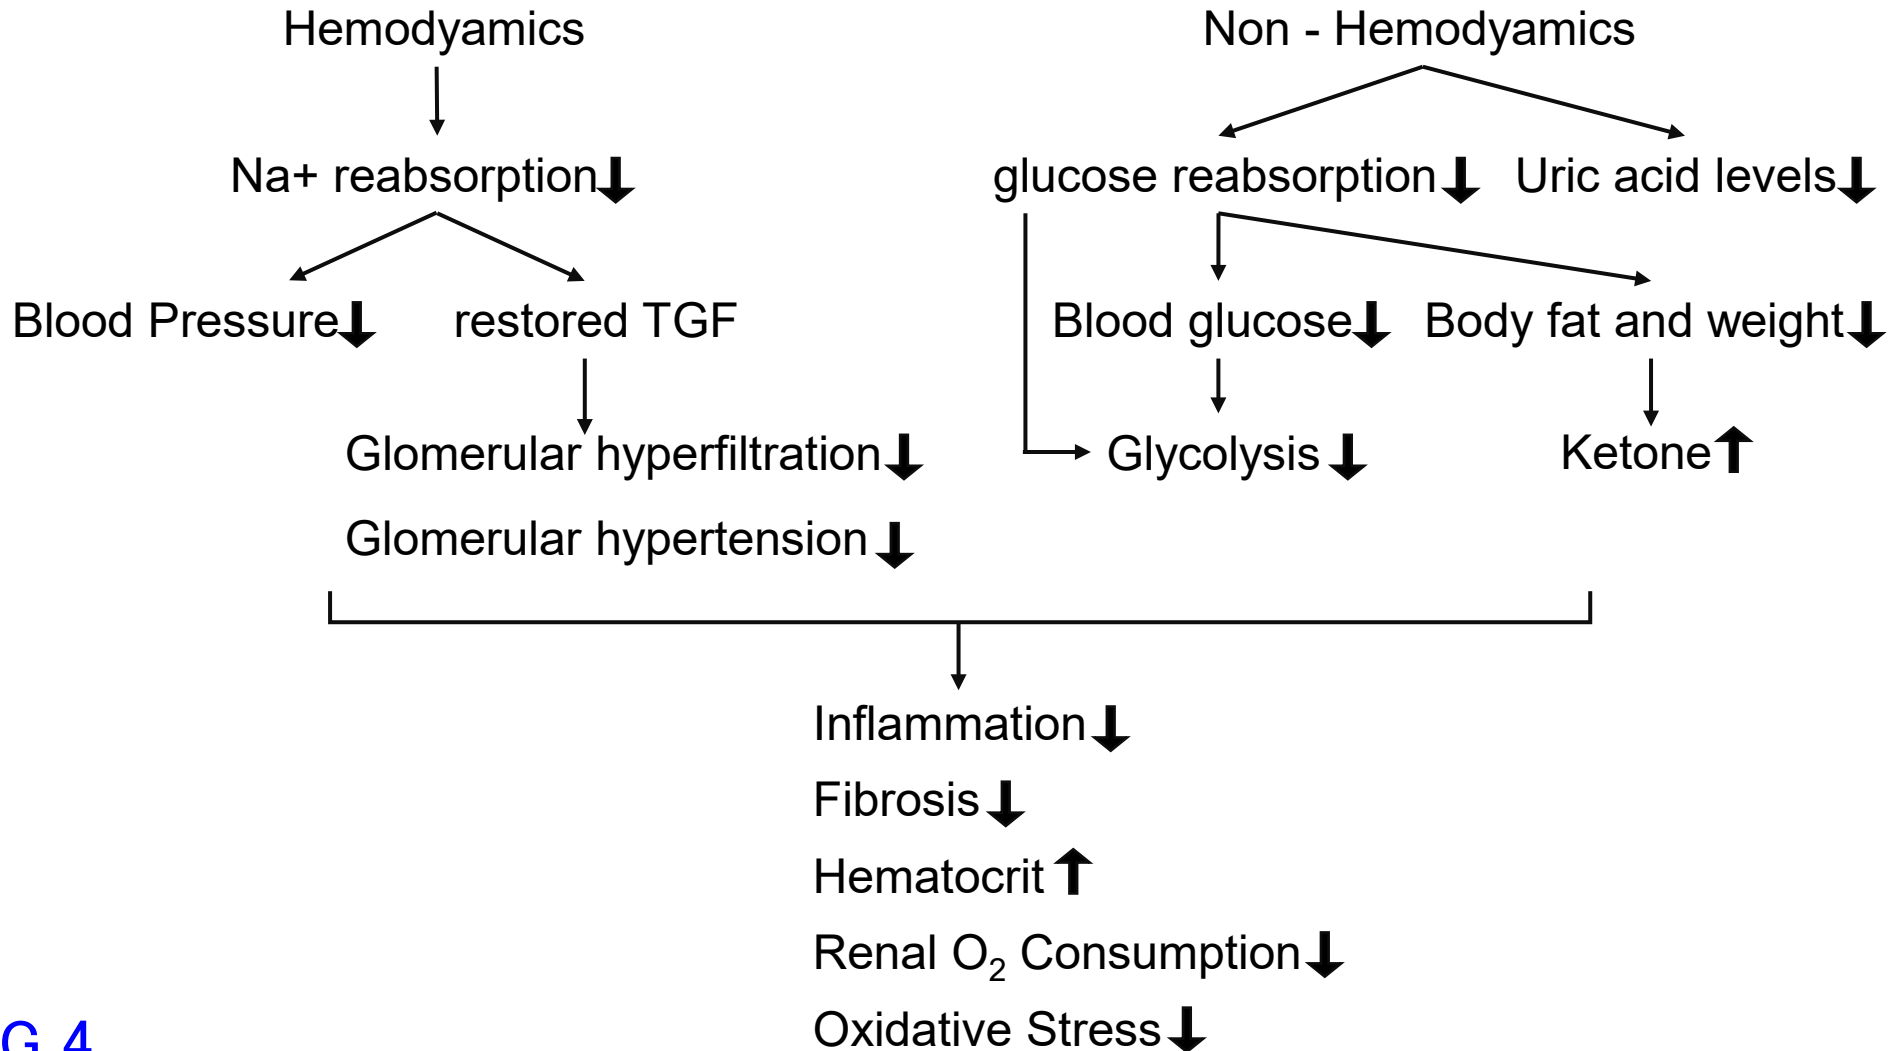 Hemodyamics
Non - Hemodyamics
Na+ reabsorption
glucose reabsorption
Uric acid levels
Blood Pressure
restored TGF
Blood glucose
Body fat and weight
Glomerular hyperfiltration
Glycolysis
Ketone
Glomerular hypertension
Inflammation
Fibrosis
Hematocrit
Renal O₂ Consumption
Oxidative Stress
G 4